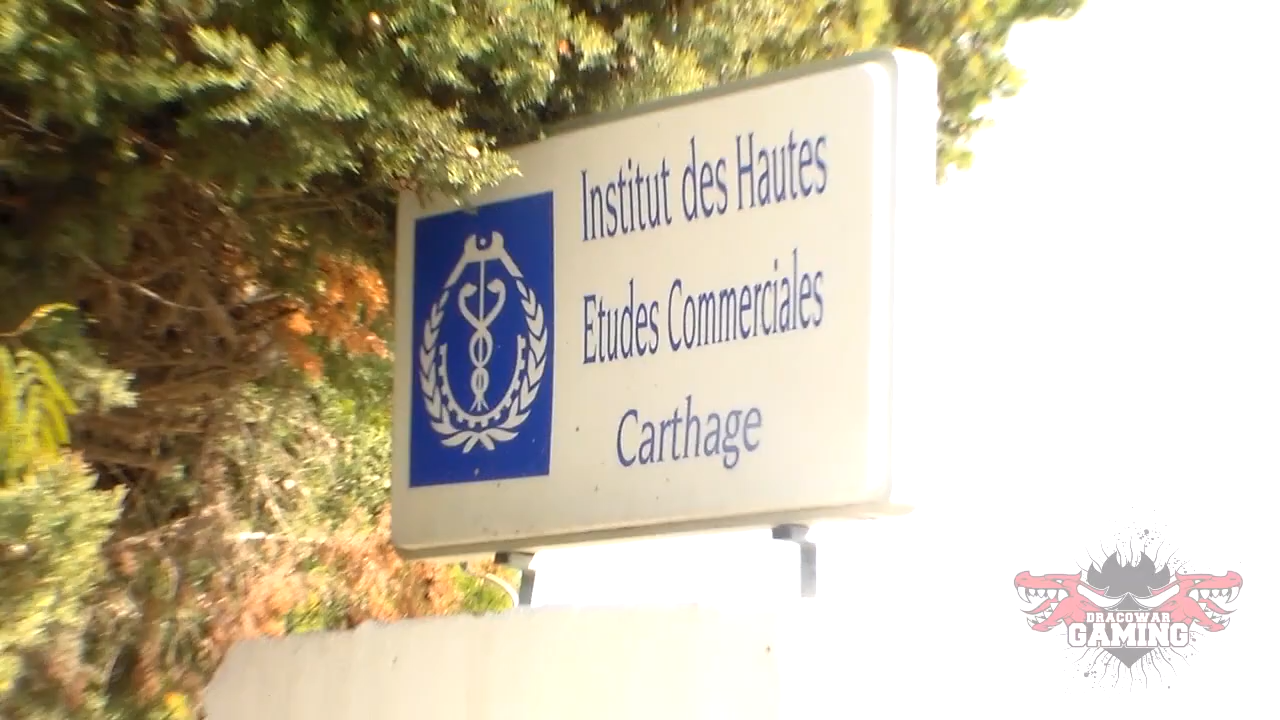 Institut des Hautes
Etudes Commerciales
Carthage
DRACOWAR
GAMING